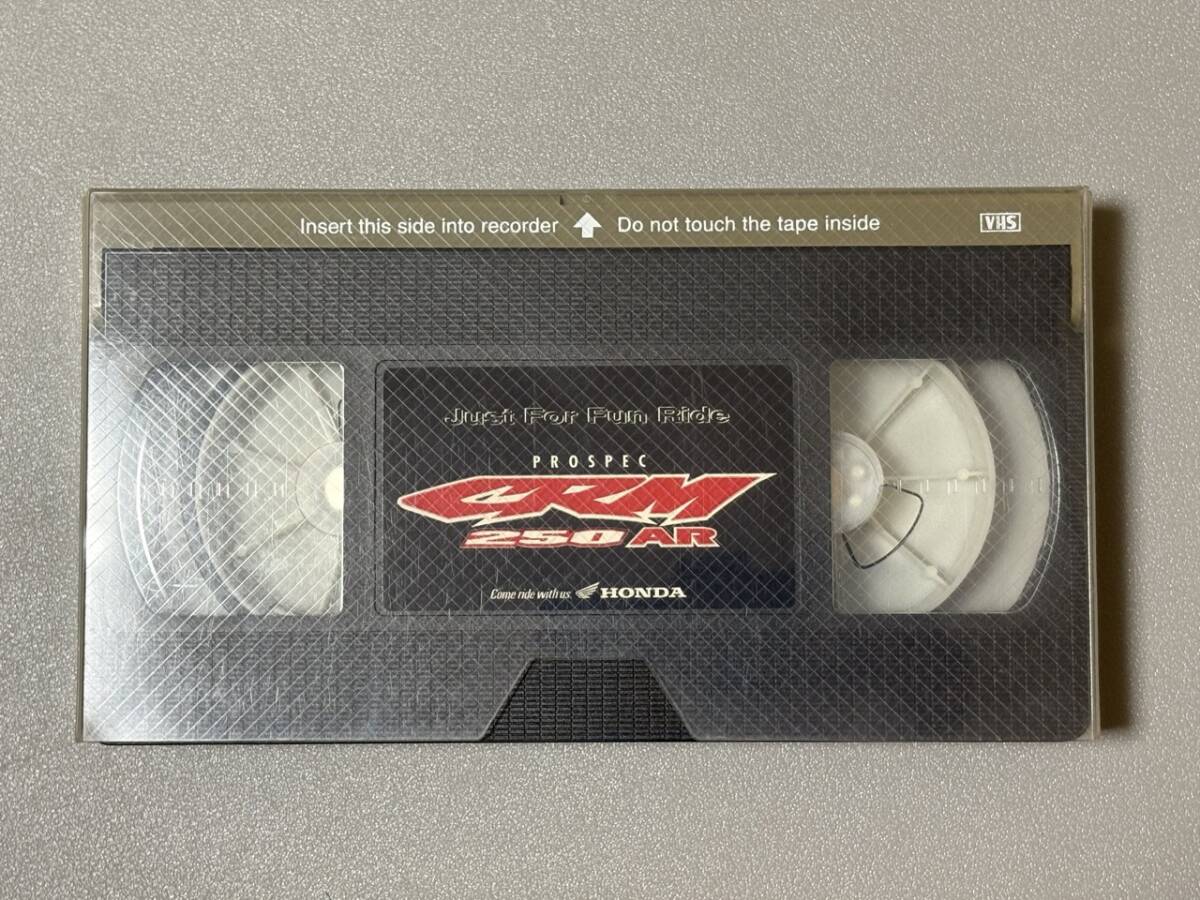 Insert this side into recorder Do not touch the tape inside VHS
Just For Fun Ride
PROSPEC
CRM
250 AR
Come ride with us. HONDA